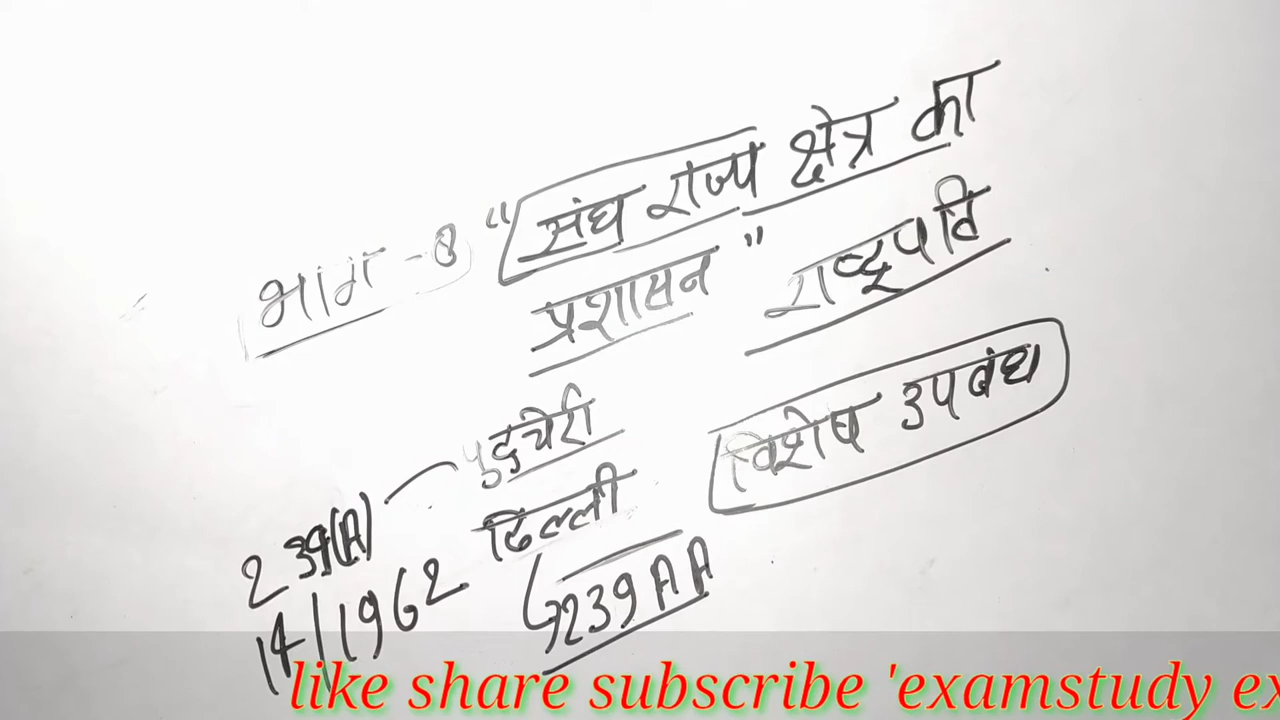 भाग - 8 "संघ राज्य क्षेत्र का
प्रशासन" राष्ट्रपति
पुदुचेरी
विशेष उपबंध
239(A)
दिल्ली
14/1962
239AA
like share subscribe 'examstudy ex